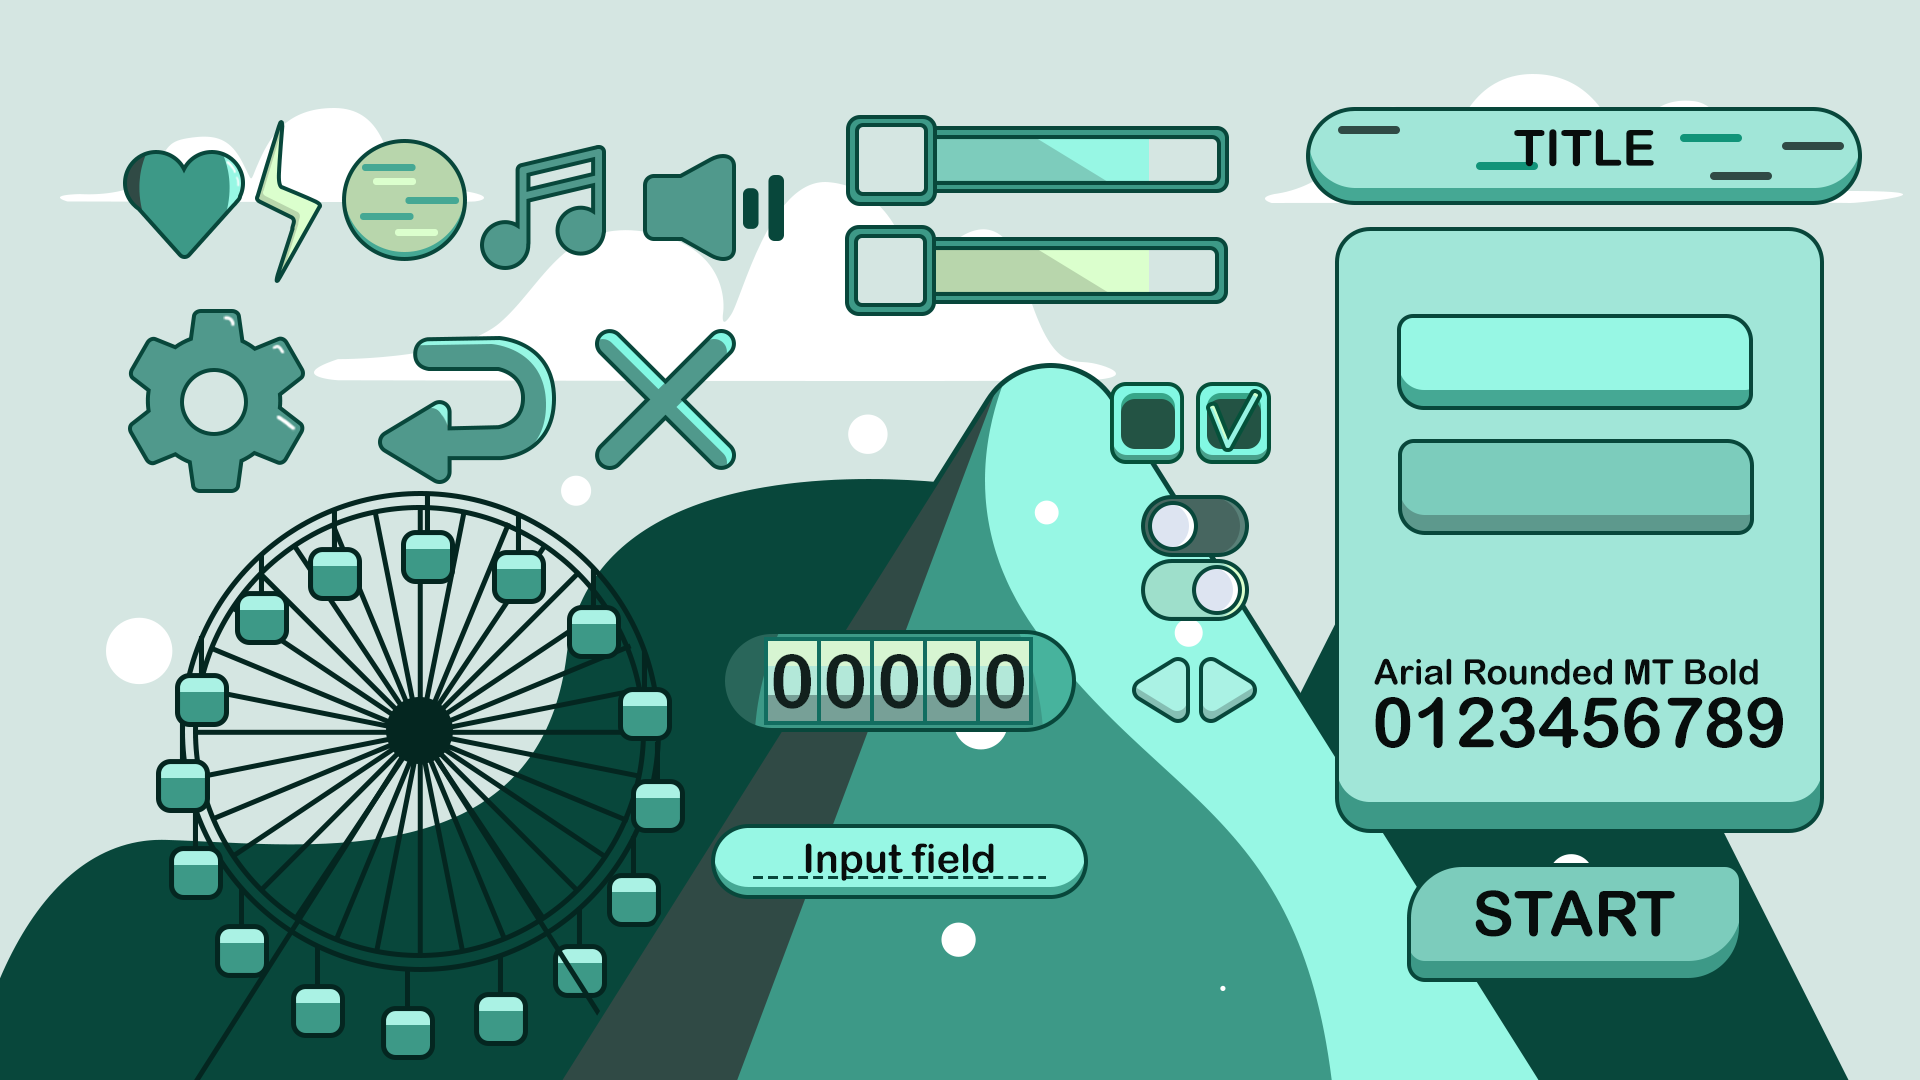 TITLE
00000
Arial Rounded MT Bold
0123456789
Input field
START